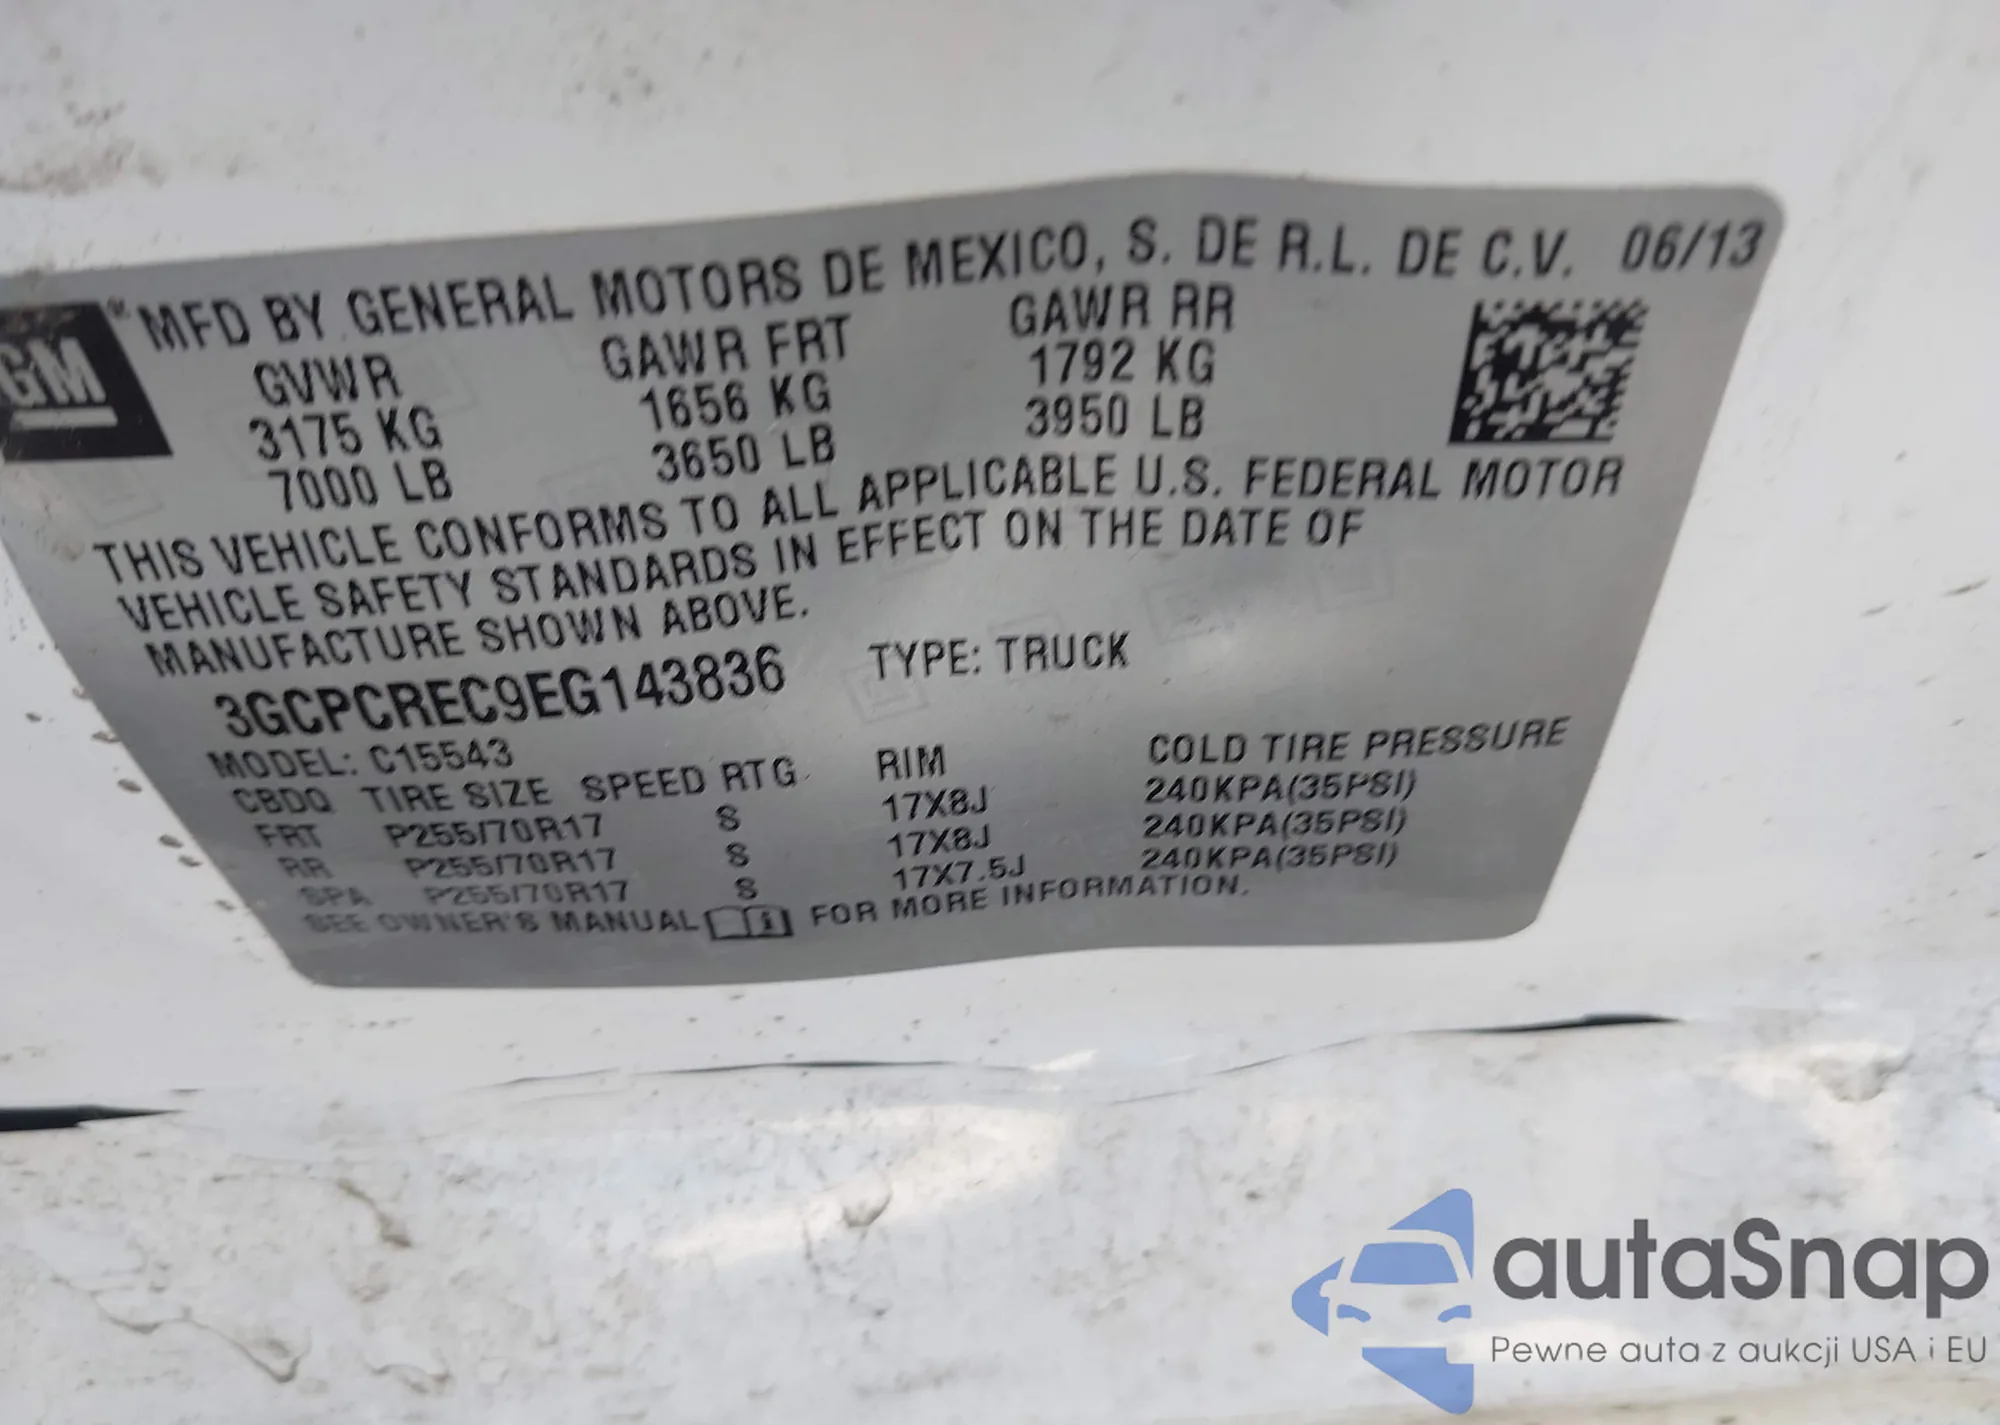 GM
® MFD BY GENERAL MOTORS DE MEXICO, S. DE R.L. DE C.V. 06/13
GVWR GAWR FRT GAWR RR
3175 KG 1656 KG 1792 KG
7000 LB 3650 LB 3950 LB
THIS VEHICLE CONFORMS TO ALL APPLICABLE U.S. FEDERAL MOTOR
VEHICLE SAFETY STANDARDS IN EFFECT ON THE DATE OF
MANUFACTURE SHOWN ABOVE.
3GCPCREC9EG143836 TYPE: TRUCK
MODEL: C15543
CBDQ TIRE SIZE SPEED RTG RIM COLD TIRE PRESSURE
FRT P255/70R17 S 17X8J 240KPA(35PSI)
RR P255/70R17 S 17X8J 240KPA(35PSI)
SPA P255/70R17 S 17X7.5J 240KPA(35PSI)
SEE OWNER'S MANUAL FOR MORE INFORMATION.
autaSnap
Pewne auta z aukcji USA i EU